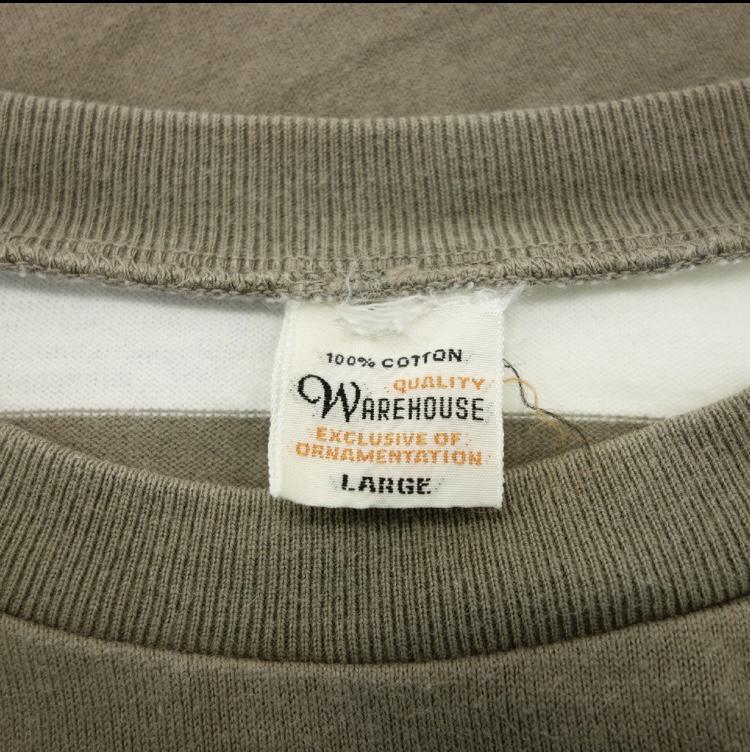 100% COTTON
QUALITY
WAREHOUSE
EXCLUSIVE OF
ORNAMENTATION
LARGE